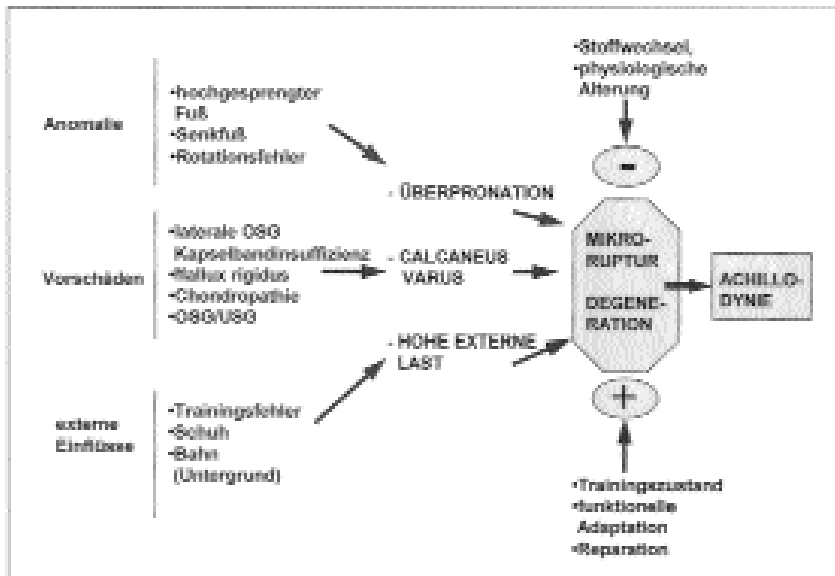 Anomalie
•hochgesprengter
Fuß
•Senkfuß
•Rotationsfehler
Vorschäden
•laterale OSG
Kapselbandinsuffizienz
•Hallux rigidus
•Chondropathie
•OSG/USG
externe
Einflüsse
•Trainingsfehler
•Schuh
•Bahn
(Untergrund)
- ÜBERPRONATION
- CALCANEUS
VARUS
- HOHE EXTERNE
LAST
•Stoffwechsel,
•physiologische
Alterung
-
MIKRO-
RUPTUR
DEGENE-
RATION
+
•Trainingszustand
•funktionelle
Adaptation
•Reparation
ACHILLO-
DYNIE